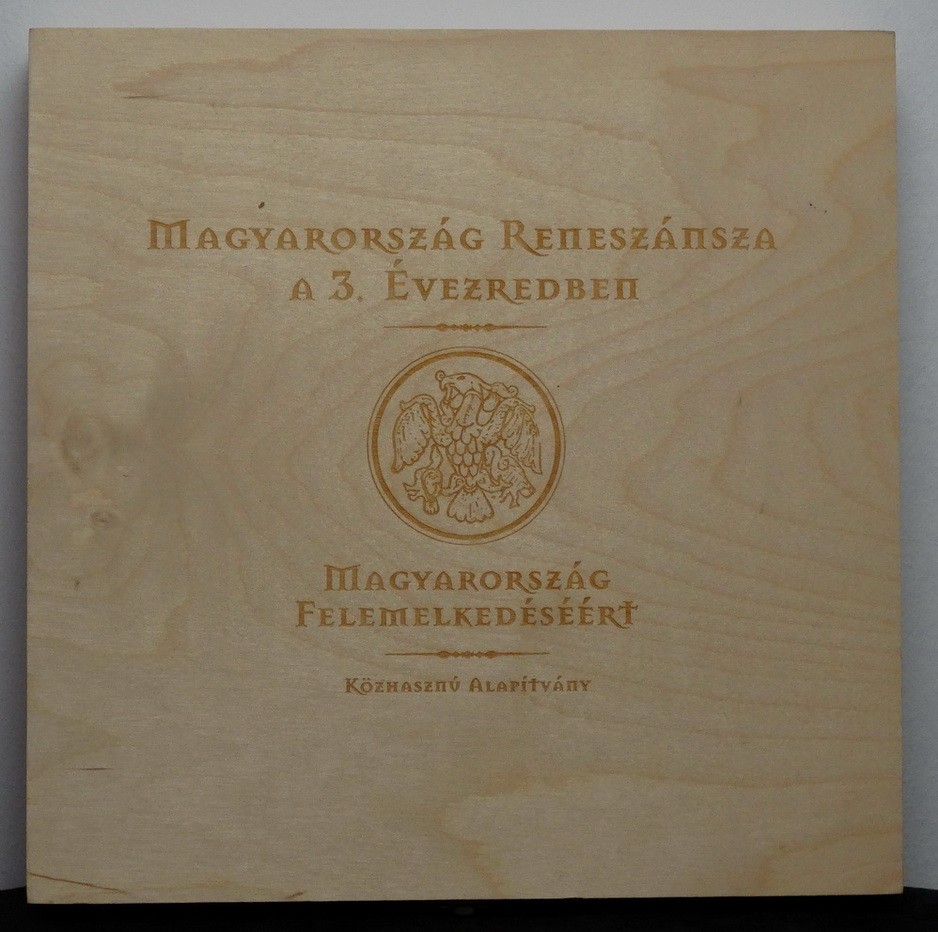 Magyarország Reneszánsza
a 3. Évezredben
Magyarország
Felemelkedéséért
Közhasznú Alapítvány